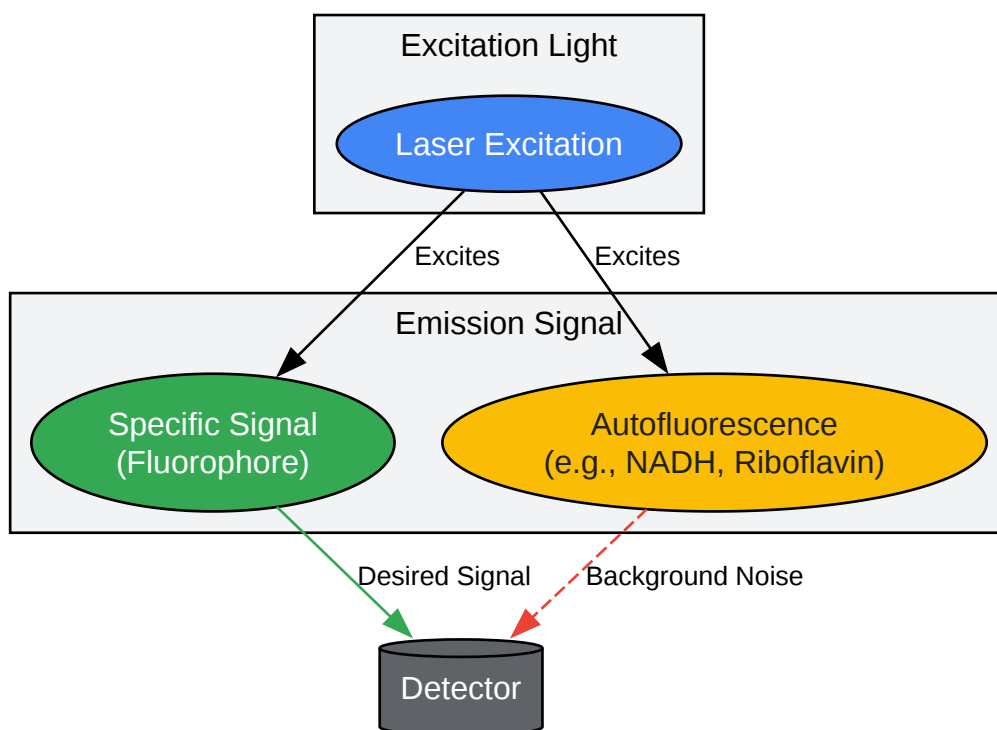 Excitation Light
Laser Excitation
Excites
Excites
Emission Signal
Specific Signal
(Fluorophore)
Autofluorescence
(e.g., NADH, Riboflavin)
Desired Signal
Background Noise
Detector